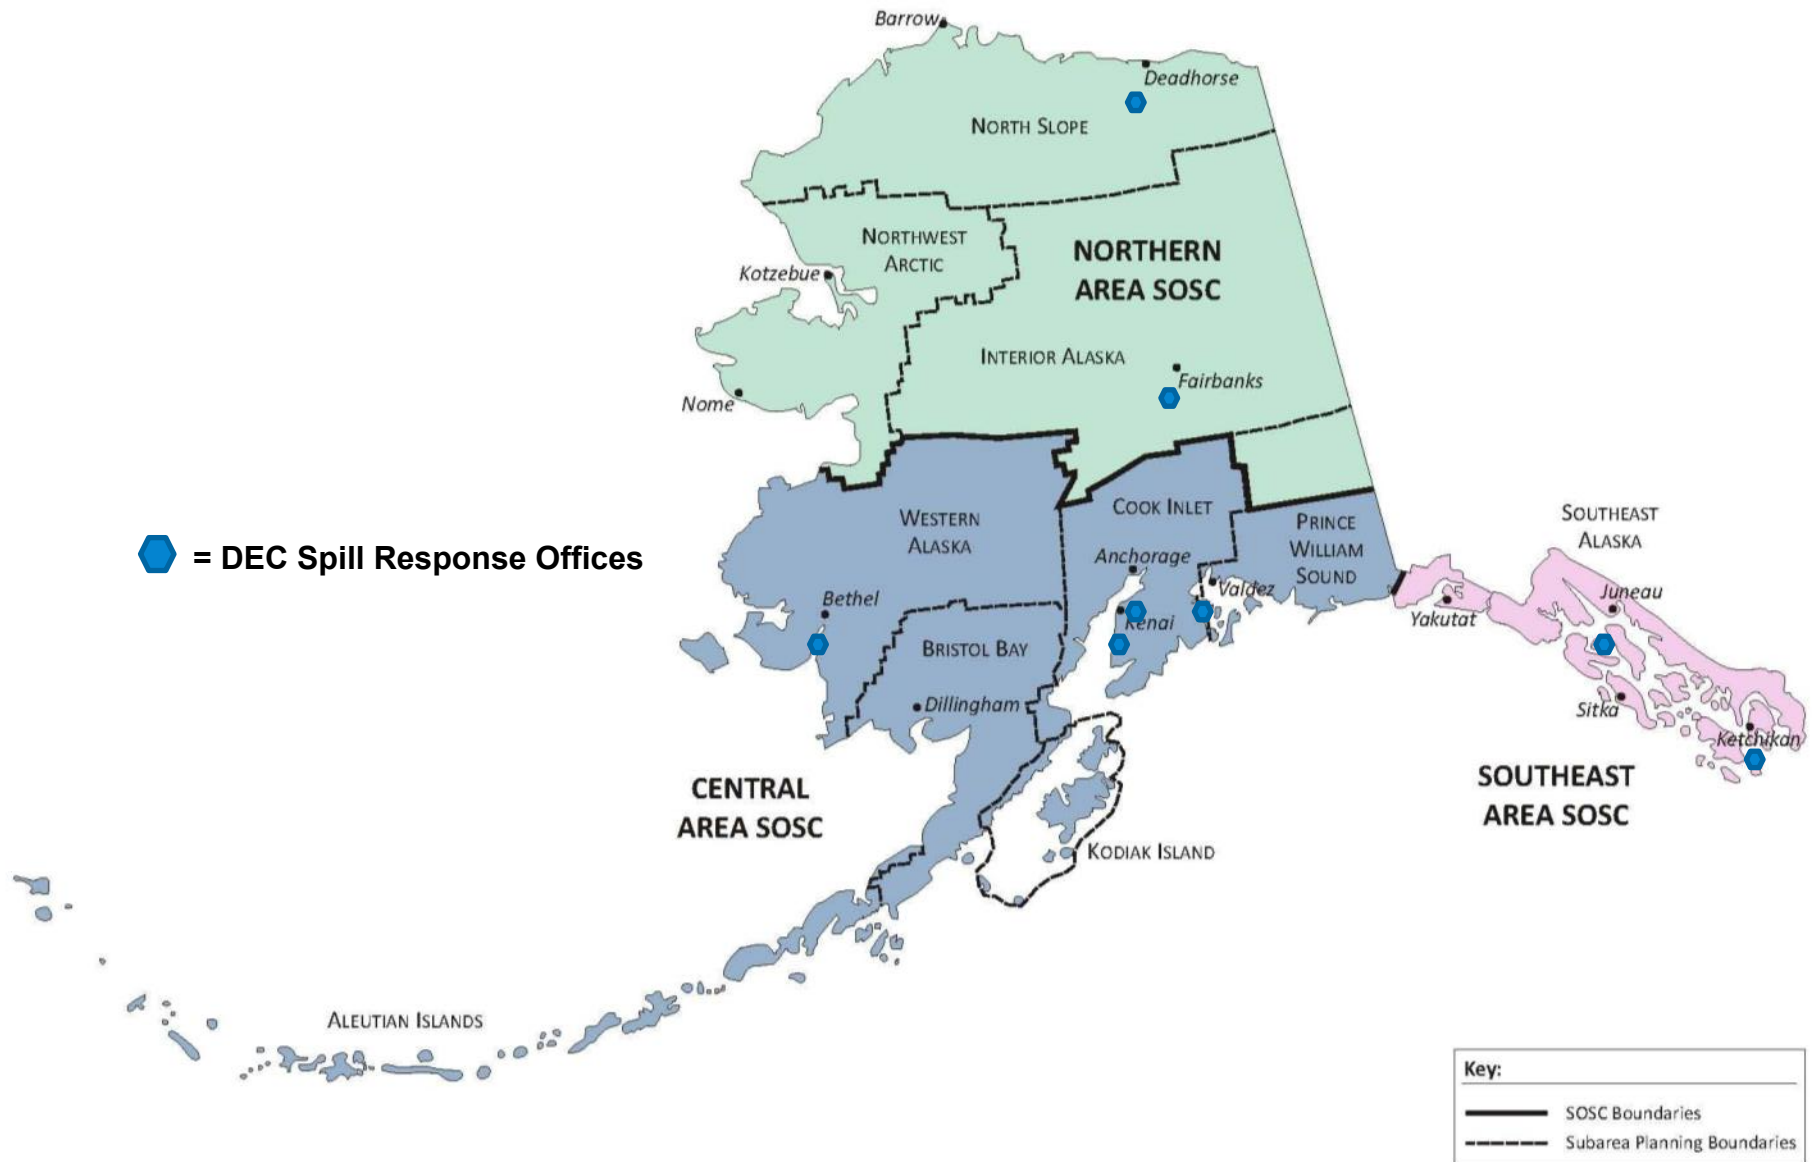 Barrow
Deadhorse
NORTH SLOPE
NORTHWEST
ARCTIC
NORTHERN
AREA SOSC
Kotzebue
INTERIOR ALASKA
Fairbanks
Nome
COOK INLET
WESTERN
ALASKA
PRINCE
WILLIAM
SOUND
SOUTHEAST
ALASKA
= DEC Spill Response Offices
Anchorage
Valdez
Bethel
Kenai
Juneau
Yakutat
BRISTOL BAY
Dillingham
Sitka
Ketchikan
CENTRAL
AREA SOSC
SOUTHEAST
AREA SOSC
KODIAK ISLAND
ALEUTIAN ISLANDS
Key:
SOSC Boundaries
Subarea Planning Boundaries